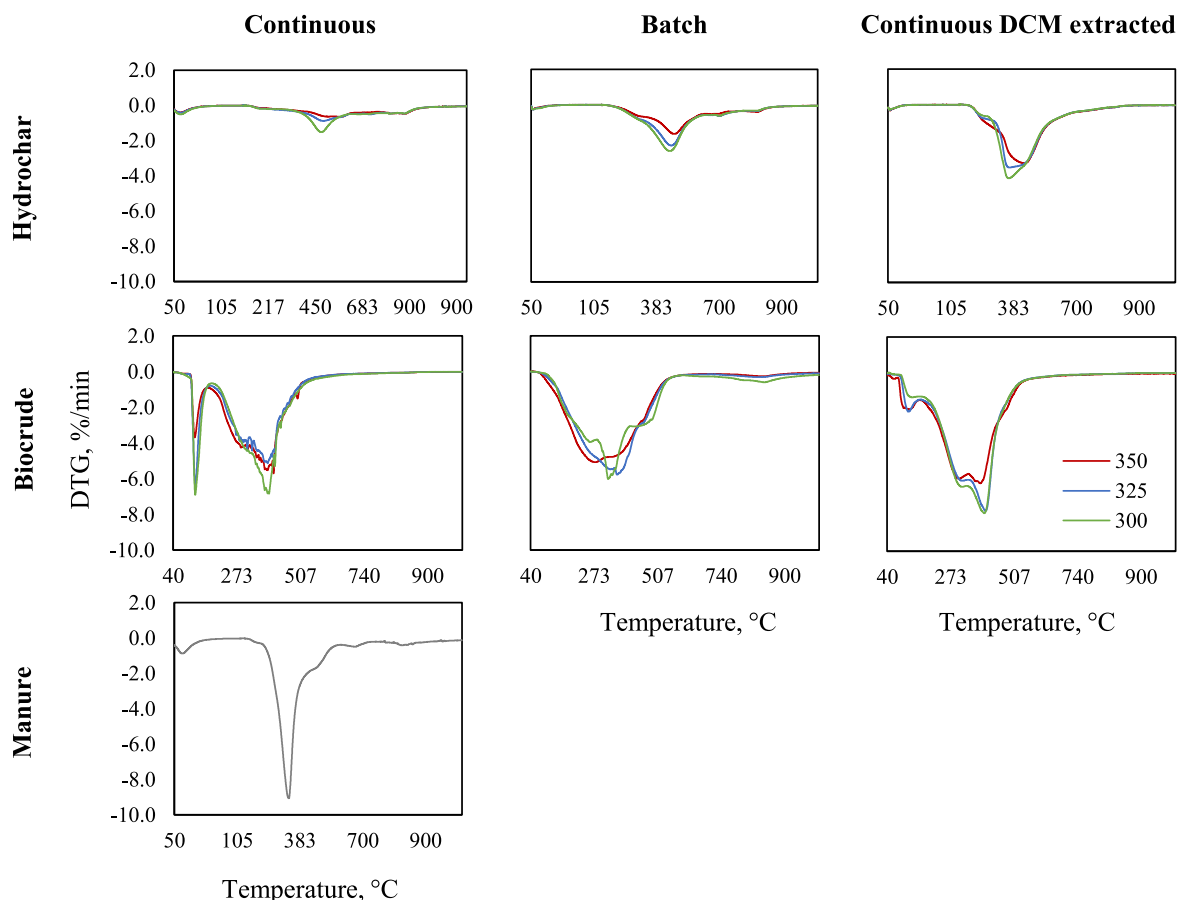 Continuous Batch Continuous DCM extracted
Hydrochar
2.0
0.0
-2.0
-4.0
-6.0
-8.0
-10.0
50 105 217 450 683 900 900
50 105 383 700 900
50 105 383 700 900
Biocrude
DTG, %/min
2.0
0.0
-2.0
-4.0
-6.0
-8.0
-10.0
350
325
300
40 273 507 900
40 273 507 740 900
40 273 507 740 900
Temperature, °C
Temperature, °C
Manure
2.0
0.0
-2.0
-4.0
-6.0
-8.0
-10.0
50 105 383 700 900
Temperature, °C